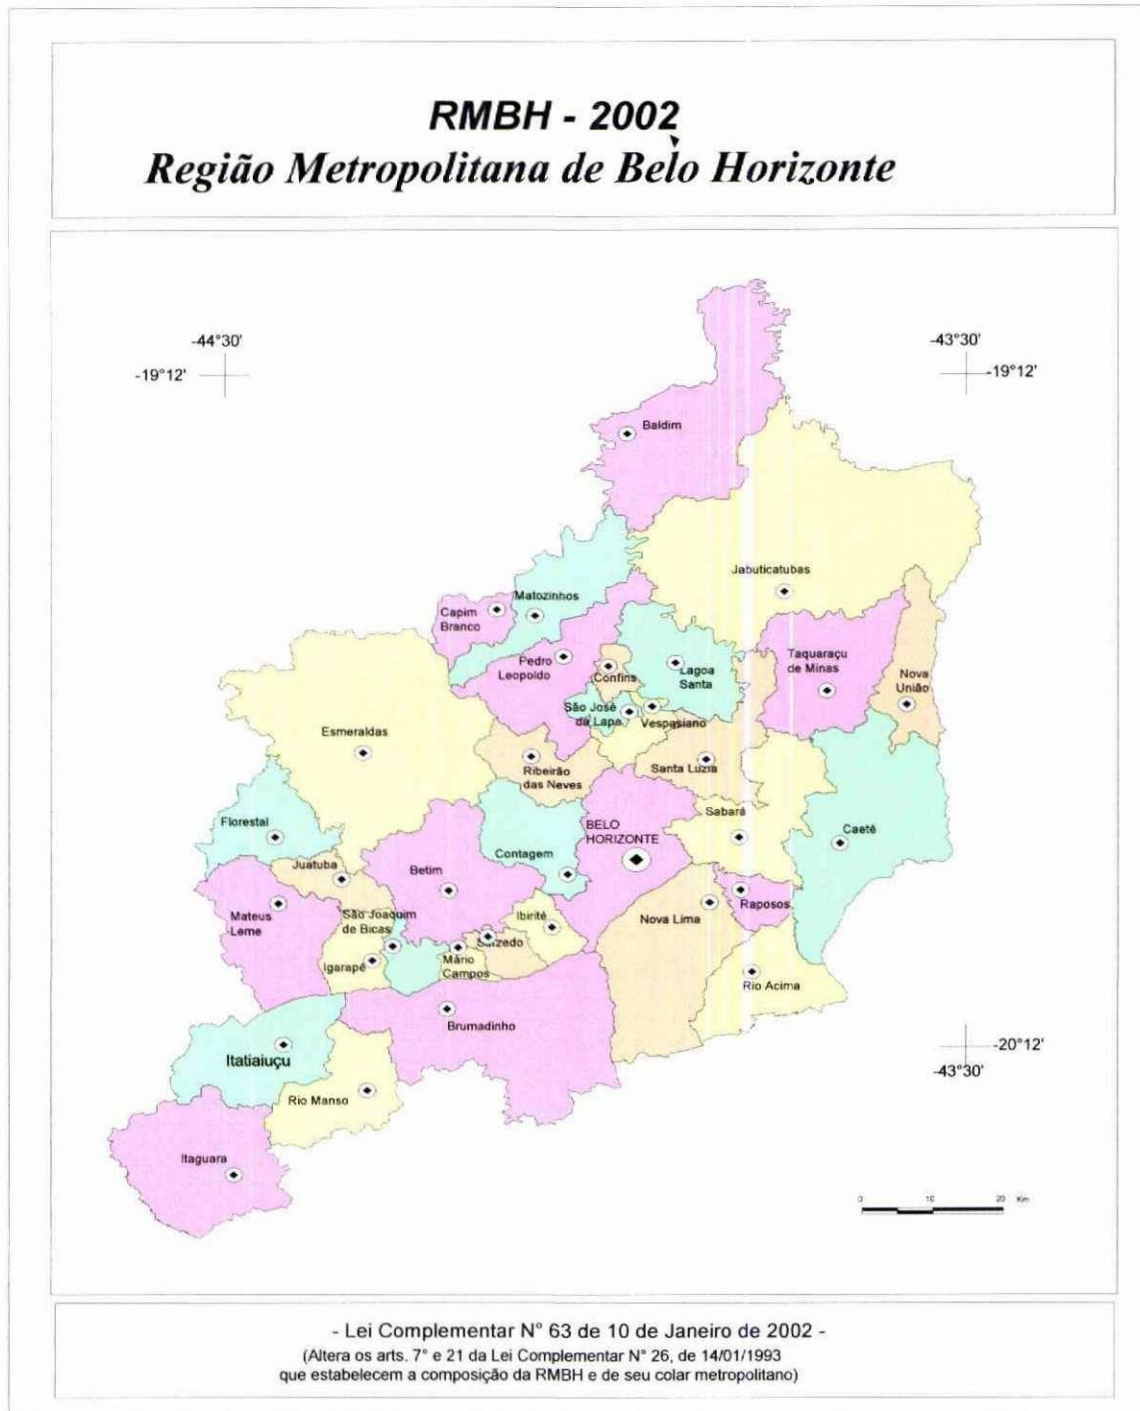 RMBH - 2002
Região Metropolitana de Belo Horizonte
-44°30'
-19°12'
-43°30'
-19°12'
Baldim
Jabuticatubas
Matozinhos
Capim
Branco
Pedro
Leopoldo
Confins
Lagoa
Santa
Taquaraçu
de Minas
Nova
União
São José
da Lapa
Vespasiano
Esmeraldas
Ribeirão
das Neves
Santa Luzia
Florestal
Sabará
BELO
HORIZONTE
Caeté
Contagem
Juatuba
Betim
Mateus
Leme
São Joaquim
de Bicas
Ibirité
Nova Lima
Raposos
Sarzedo
Mário
Campos
Igarapé
Rio Acima
Brumadinho
Itatiaiuçu
Rio Manso
-20°12'
-43°30'
Itaguara
0 10 20 Km
- Lei Complementar N° 63 de 10 de Janeiro de 2002 -
(Altera os arts. 7° e 21 da Lei Complementar N° 26, de 14/01/1993
que estabelecem a composição da RMBH e de seu colar metropolitano)